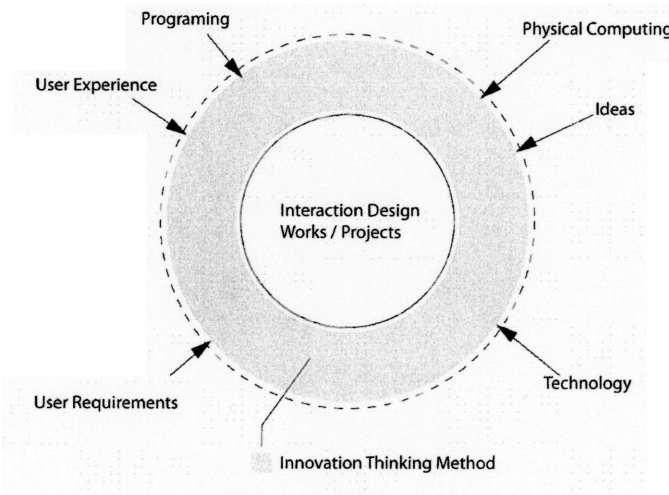 Programing
Physical Computing
User Experience
Ideas
Interaction Design
Works / Projects
Technology
User Requirements
Innovation Thinking Method